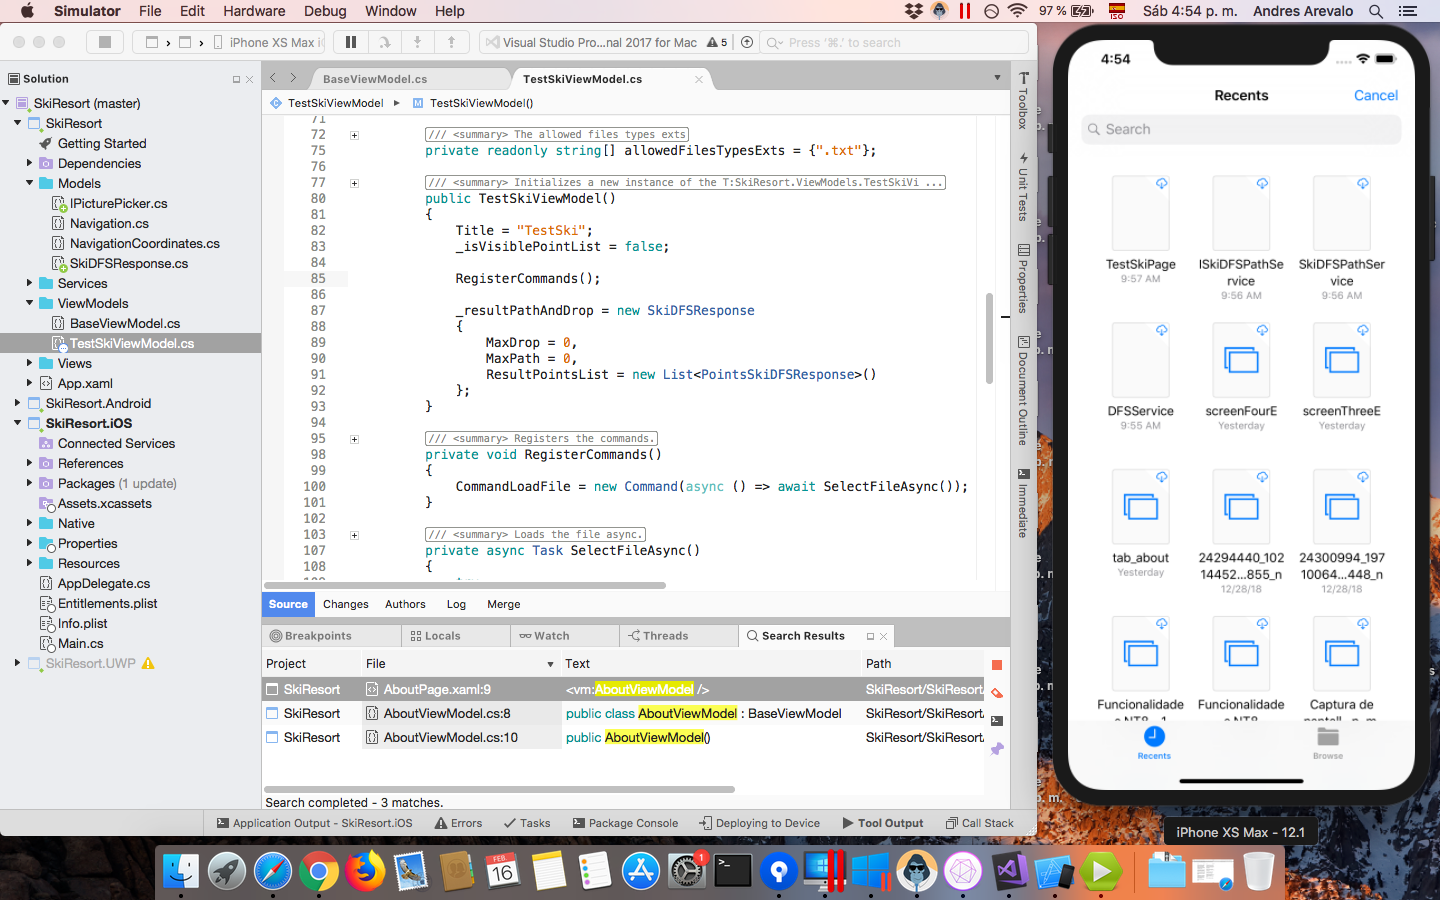 Simulator File Edit Hardware Debug Window Help
97 % ISO Sáb 4:54 p. m. Andres Arevalo
iPhone XS Max i
Visual Studio Pro...nal 2017 for Mac 5 Press '⌘.' to search
Solution
SkiResort (master)
SkiResort
Getting Started
Dependencies
Models
IPicturePicker.cs
Navigation.cs
NavigationCoordinates.cs
SkiDFSResponse.cs
Services
ViewModels
BaseViewModel.cs
TestSkiViewModel.cs
Views
App.xaml
SkiResort.Android
SkiResort.iOS
Connected Services
References
Packages (1 update)
Assets.xcassets
Native
Properties
Resources
AppDelegate.cs
Entitlements.plist
Info.plist
Main.cs
SkiResort.UWP
BaseViewModel.cs TestSkiViewModel.cs
TestSkiViewModel TestSkiViewModel()
71
72 /// <summary> The allowed files types exts
75 private readonly string[] allowedFilesTypesExts = {".txt"};
76
77 /// <summary> Initializes a new instance of the T:SkiResort.ViewModels.TestSkiVi ...
80 public TestSkiViewModel()
81 {
82 Title = "TestSki";
83 _isVisiblePointList = false;
84
85 RegisterCommands();
86
87 _resultPathAndDrop = new SkiDFSResponse
88 {
89 MaxDrop = 0,
90 MaxPath = 0,
91 ResultPointsList = new List<PointsSkiDFSResponse>()
92 };
93 }
94
95 /// <summary> Registers the commands.
98 private void RegisterCommands()
99 {
100 CommandLoadFile = new Command(async () => await SelectFileAsync());
101 }
102
103 /// <summary> Loads the file async.
107 private async Task SelectFileAsync()
108 {
Source Changes Authors Log Merge
Breakpoints Locals Watch Threads Search Results
Project File Text Path
SkiResort AboutPage.xaml:9 <vm:AboutViewModel /> SkiResort/SkiResort/
SkiResort AboutViewModel.cs:8 public class AboutViewModel : BaseViewModel SkiResort/SkiResort/
SkiResort AboutViewModel.cs:10 public AboutViewModel() SkiResort/SkiResort/
Search completed - 3 matches.
Application Output - SkiResort.iOS Errors Tasks Package Console Deploying to Device Tool Output Call Stack
Toolbox
Unit Tests
Properties
Document Outline
Immediate
4:54
Recents Cancel
Search
TestSkiPage
9:57 AM
ISkiDFSPathSe
rvice
9:56 AM
SkiDFSPathSer
vice
9:56 AM
DFSService
9:55 AM
screenFourE
Yesterday
screenThreeE
Yesterday
tab_about
Yesterday
24294440_102
14452...855_n
12/28/18
24300994_197
10064...448_n
12/28/18
Funcionalidade
Funcionalidade
Captura de
Recents Browse
iPhone XS Max - 12.1
FEB.
16
1